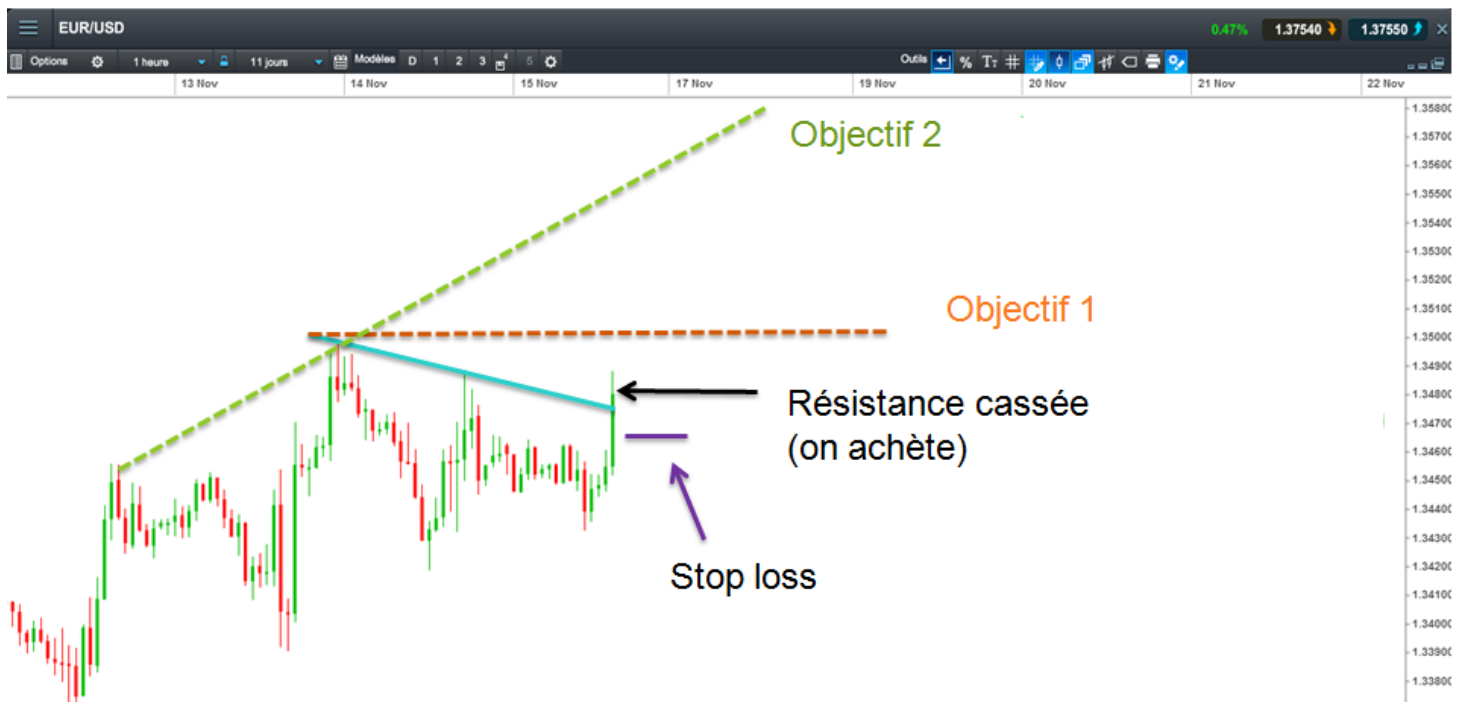 EUR/USD
0.47% 1.37540 1.37550
Options 1 heure 11 jours Modèles D 1 2 3 4 5 Outils % TT
13 Nov 14 Nov 15 Nov 17 Nov 19 Nov 20 Nov 21 Nov 22 Nov
1.35800
1.35700
1.35600
1.35500
1.35400
1.35300
1.35200
1.35100
1.35000
1.34900
1.34800
1.34700
1.34600
1.34500
1.34400
1.34300
1.34200
1.34100
1.34000
1.33900
1.33800
Objectif 2
Objectif 1
Résistance cassée
(on achète)
Stop loss